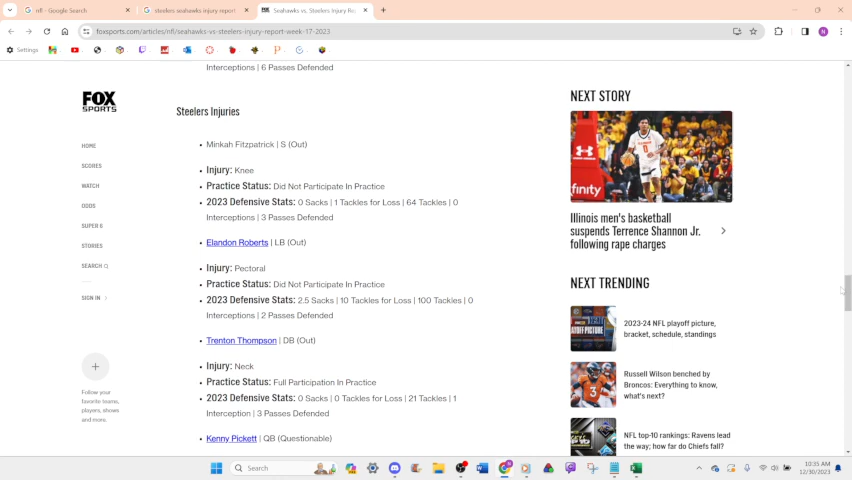 nfl - Google Search
steelers seahawks injury report
Seahawks vs. Steelers Injury Re
foxsports.com/articles/nfl/seahawks-vs-steelers-injury-report-week-17-2023
N
Settings
Interceptions | 6 Passes Defended
FOX
SPORTS
HOME
SCORES
WATCH
ODDS
SUPER 6
STORIES
SEARCH
SIGN IN
Follow your
favorite teams,
players, shows
and more.
Steelers Injuries
Minkah Fitzpatrick | S (Out)
Injury: Knee
Practice Status: Did Not Participate In Practice
2023 Defensive Stats: 0 Sacks | 1 Tackles for Loss | 64 Tackles | 0
Interceptions | 3 Passes Defended
Elandon Roberts | LB (Out)
Injury: Pectoral
Practice Status: Did Not Participate In Practice
2023 Defensive Stats: 2.5 Sacks | 10 Tackles for Loss | 100 Tackles | 0
Interceptions | 2 Passes Defended
Trenton Thompson | DB (Out)
Injury: Neck
Practice Status: Full Participation In Practice
2023 Defensive Stats: 0 Sacks | 0 Tackles for Loss | 21 Tackles | 1
Interception | 3 Passes Defended
Kenny Pickett | QB (Questionable)
NEXT STORY
Illinois men's basketball
suspends Terrence Shannon Jr.
following rape charges
NEXT TRENDING
2023-24 NFL playoff picture,
bracket, schedule, standings
Russell Wilson benched by
Broncos: Everything to know,
what's next?
NFL top-10 rankings: Ravens lead
the way; how far do Chiefs fall?
Search
10:35 AM
12/30/2023